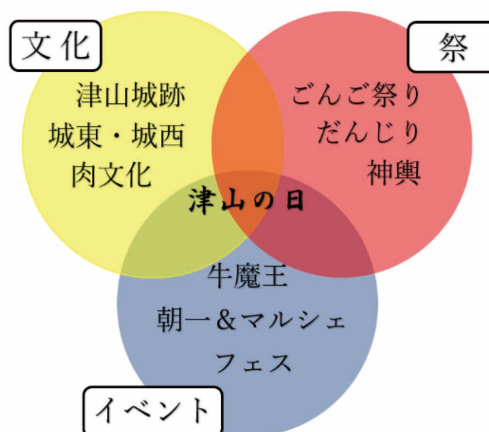 文化
津山城跡
城東・城西
肉文化
祭
ごんご祭り
だんじり
神輿
津山の日
牛魔王
朝一＆マルシェ
フェス
イベント